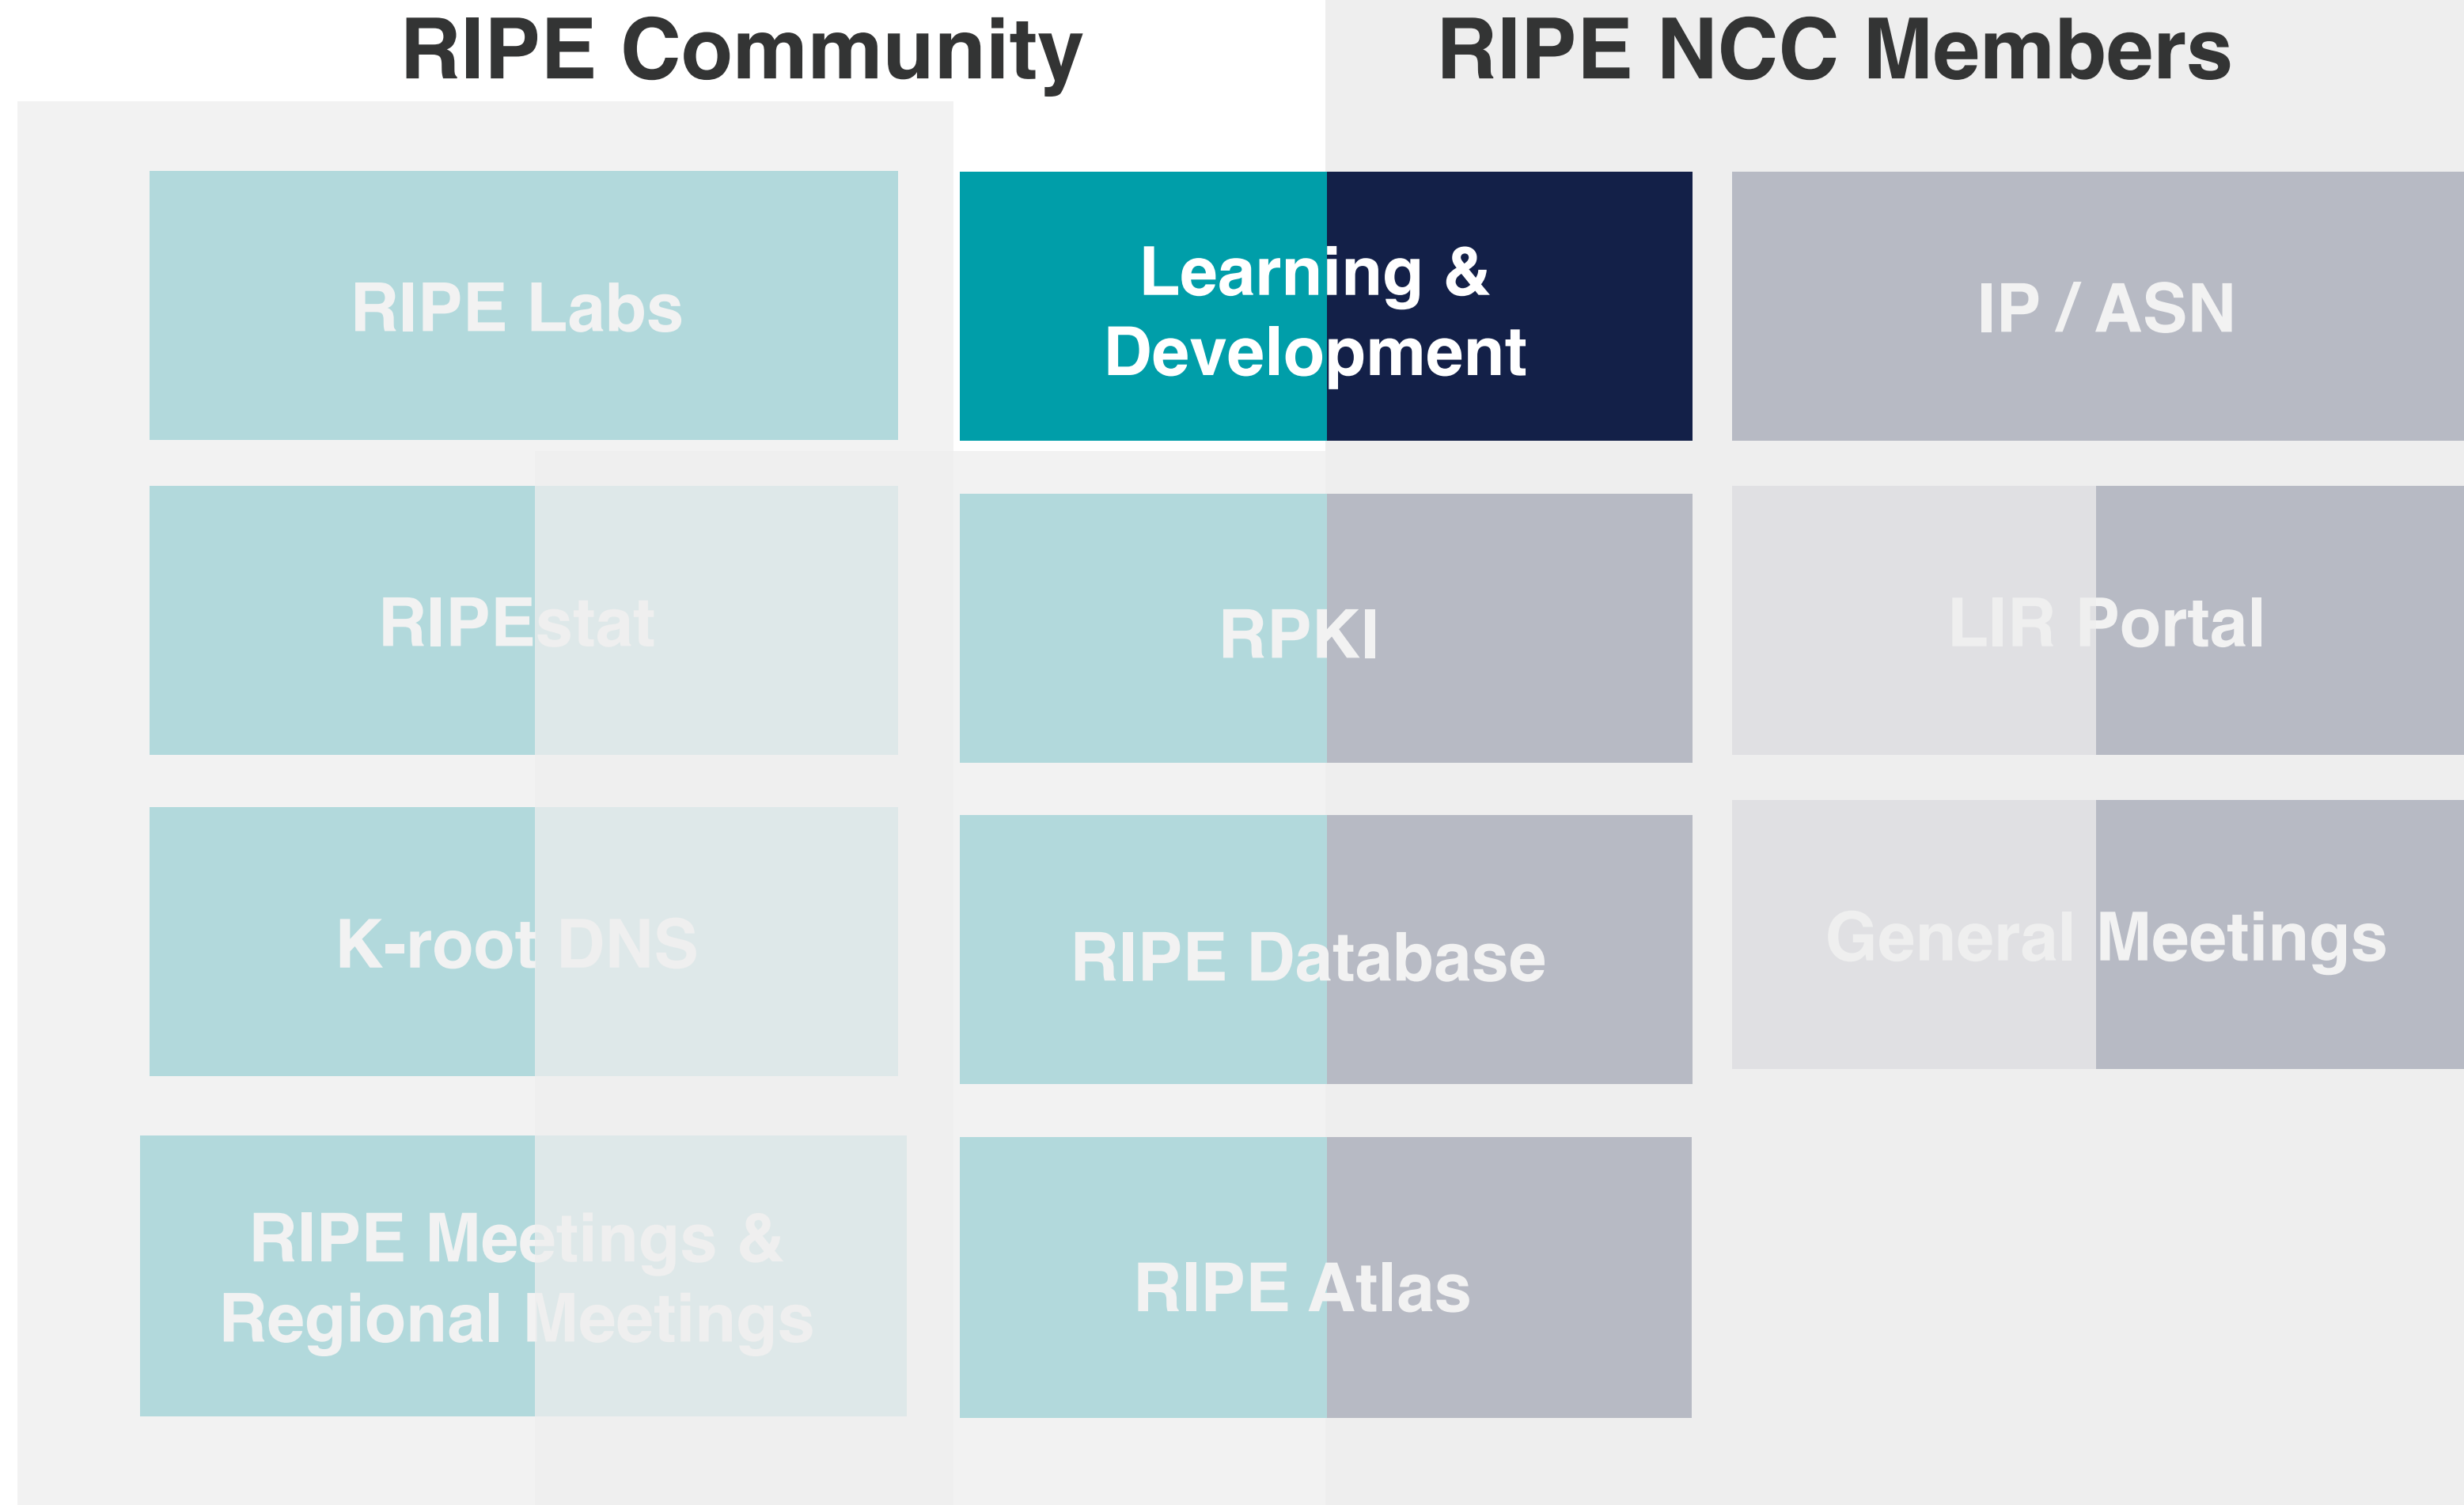 RIPE Community
RIPE NCC Members
RIPE Labs
Learning &
Development
IP / ASN
RIPEstat
RPKI
LIR Portal
K-root DNS
RIPE Database
General Meetings
RIPE Meetings &
Regional Meetings
RIPE Atlas